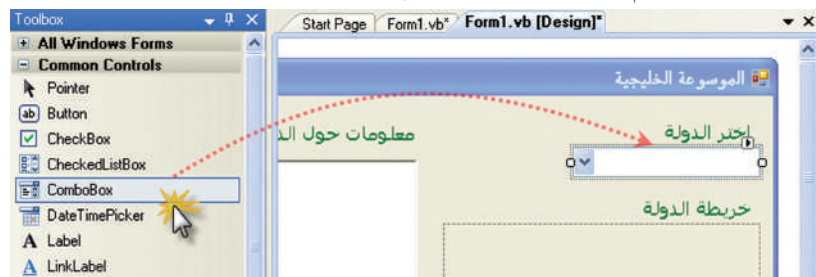 Toolbox
Start Page Form1.vb* Form1.vb [Design]*
All Windows Forms
Common Controls
Pointer
ab Button
CheckBox
CheckedListBox
ComboBox
DateTimePicker
A Label
A LinkLabel
الموسوعة الخليجية
اختر الدولة
معلومات حول
خريطة الدولة